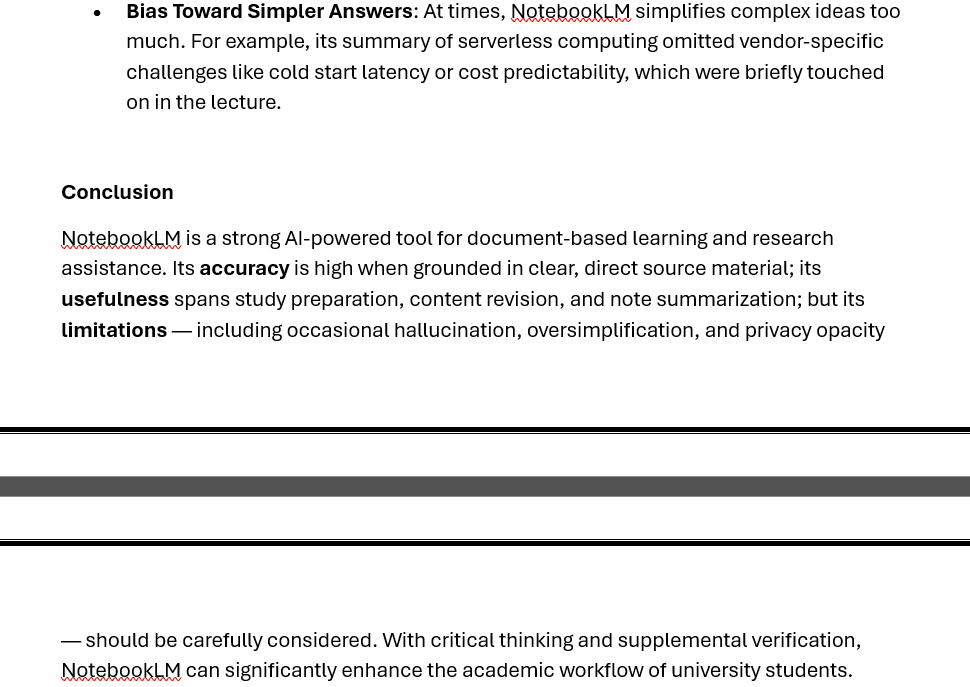 • Bias Toward Simpler Answers: At times, NotebookLM simplifies complex ideas too
much. For example, its summary of serverless computing omitted vendor-specific
challenges like cold start latency or cost predictability, which were briefly touched
on in the lecture.
Conclusion
NotebookLM is a strong AI-powered tool for document-based learning and research
assistance. Its accuracy is high when grounded in clear, direct source material; its
usefulness spans study preparation, content revision, and note summarization; but its
limitations — including occasional hallucination, oversimplification, and privacy opacity
— should be carefully considered. With critical thinking and supplemental verification,
NotebookLM can significantly enhance the academic workflow of university students.